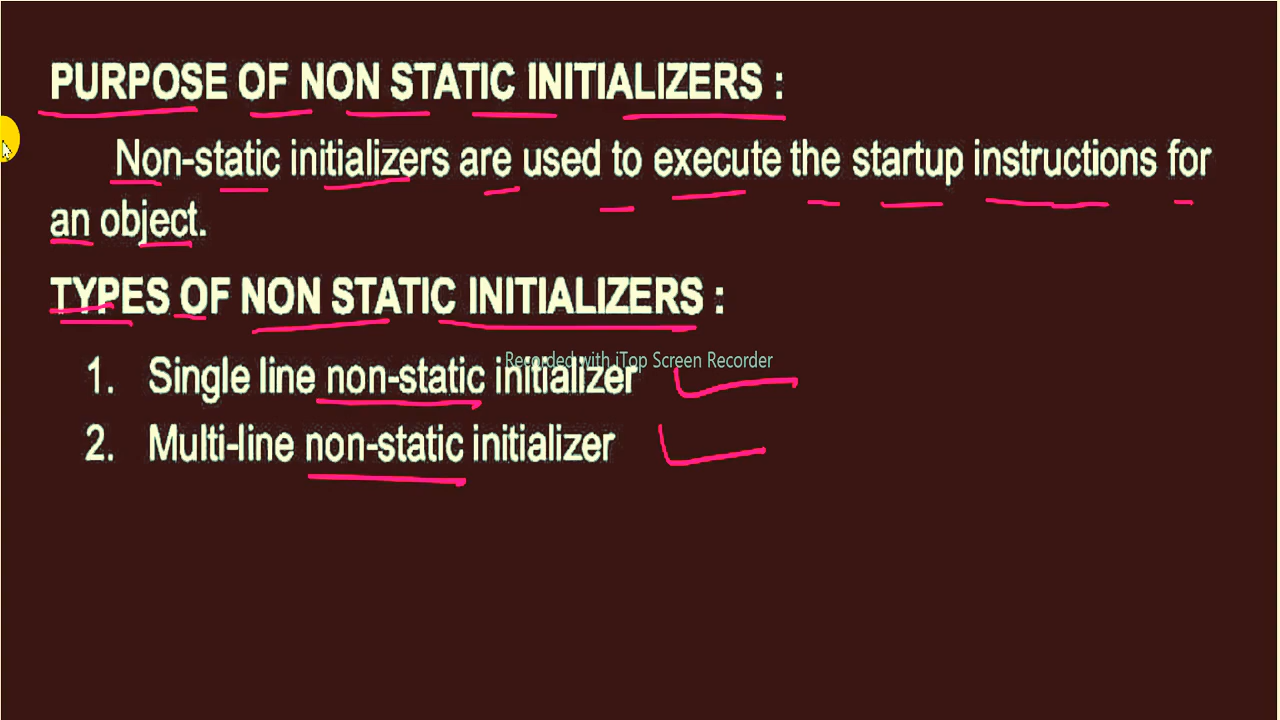 PURPOSE OF NON STATIC INITIALIZERS :
Non-static initializers are used to execute the startup instructions for
an object.
TYPES OF NON STATIC INITIALIZERS :
Recorded with iTop Screen Recorder
1. Single line non-static initializer
2. Multi-line non-static initializer